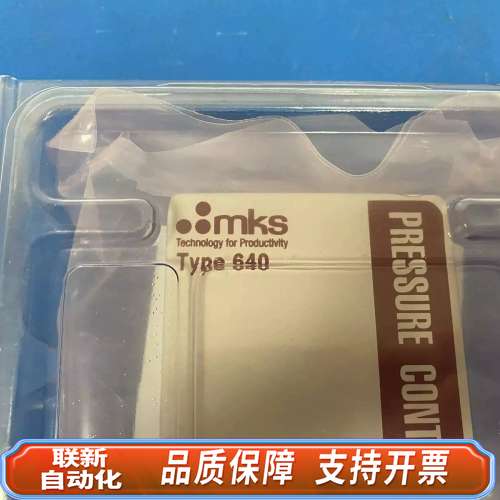 mks
Technology for Productivity
Type 640
PRESSURE CONT
联新
自动化
品质保障 支持开票